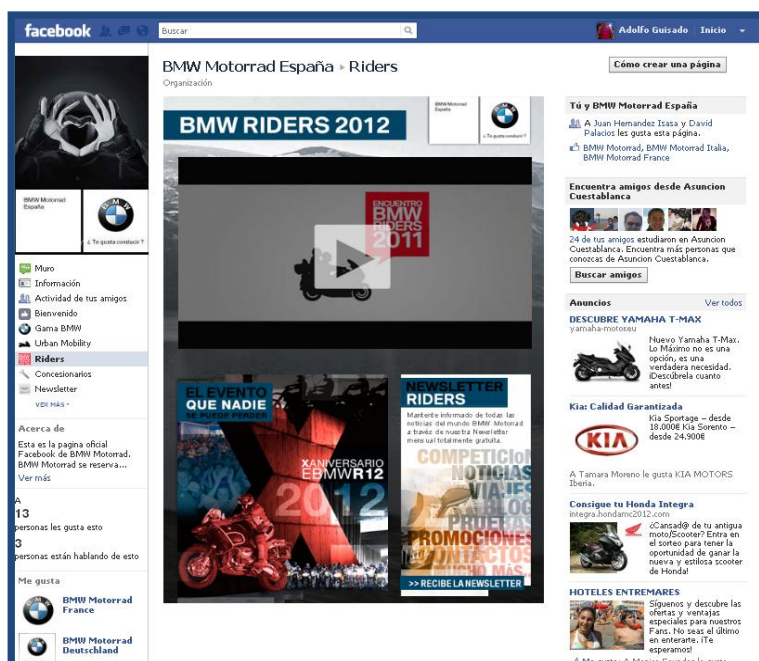 facebook
Buscar
Adolfo Guisado
Inicio
BMW Motorrad España ▸ Riders
Organización
Cómo crear una página
BMW Motorrad
España
BMW
¿ Te gusta conducir ?
Muro
Información
Actividad de tus amigos
Bienvenido
Gama BMW
Urban Mobility
Riders
Concesionarios
Newsletter
VER MÁS
Acerca de
Esta es la pagina oficial
Facebook de BMW Motorrad.
BMW Motorrad se reserva...
Ver más
A
13
personas les gusta esto
3
personas están hablando de esto
Me gusta
BMW Motorrad
France
BMW Motorrad
Deutschland
BMW RIDERS 2012
BMW Motorrad
España
¿ Te gusta conducir ?
ENCUENTRO
BMW
RIDERS
2011
EL EVENTO
QUE NADIE
SE PUEDE PERDER
X ANIVERSARIO
EBMWR12
2012
NEWSLETTER
RIDERS
Mantente informado de todas las
noticias del mundo BMW Motorrad
a través de nuestra Newsletter
mensual totalmente gratuita.
COMPETICION
NOTICIAS
VIAJES
BLOG
PRUEBA
PROMOCIONES
CONTACTOS
MUCHO MÁS
>> RECIBE LA NEWSLETTER
Tú y BMW Motorrad España
A Juan Hernandez Isasa y David
Palacios les gusta esta página.
BMW Motorrad, BMW Motorrad Italia,
BMW Motorrad France
Encuentra amigos desde Asuncion
Cuestablanca
24 de tus amigos estudiaron en Asuncion
Cuestablanca. Encuentra más personas que
conozcas de Asuncion Cuestablanca.
Buscar amigos
Anuncios
Ver todos
DESCUBRE YAMAHA T-MAX
yamaha-motor.eu
Nuevo Yamaha T-Max.
Lo Máximo no es una
opción, es una
verdadera necesidad.
¡Descúbrela cuanto
antes!
Kia: Calidad Garantizada
KIA
Kia Sportage – desde
18.000€ Kia Sorento –
desde 24.900€
A Tamara Moreno le gusta KIA MOTORS
Iberia.
Consigue tu Honda Integra
integra.hondamc2012.com
¿Cansad@ de tu antigua
moto/Scooter? Entra en
el sorteo para tener la
oportunidad de ganar la
nueva y estilosa scooter
de Honda!
HOTELES ENTREMARES
Síguenos y descubre las
ofertas y ventajas
especiales para nuestros
Fans. No seas el último
en enterarte. ¡Te
esperamos!